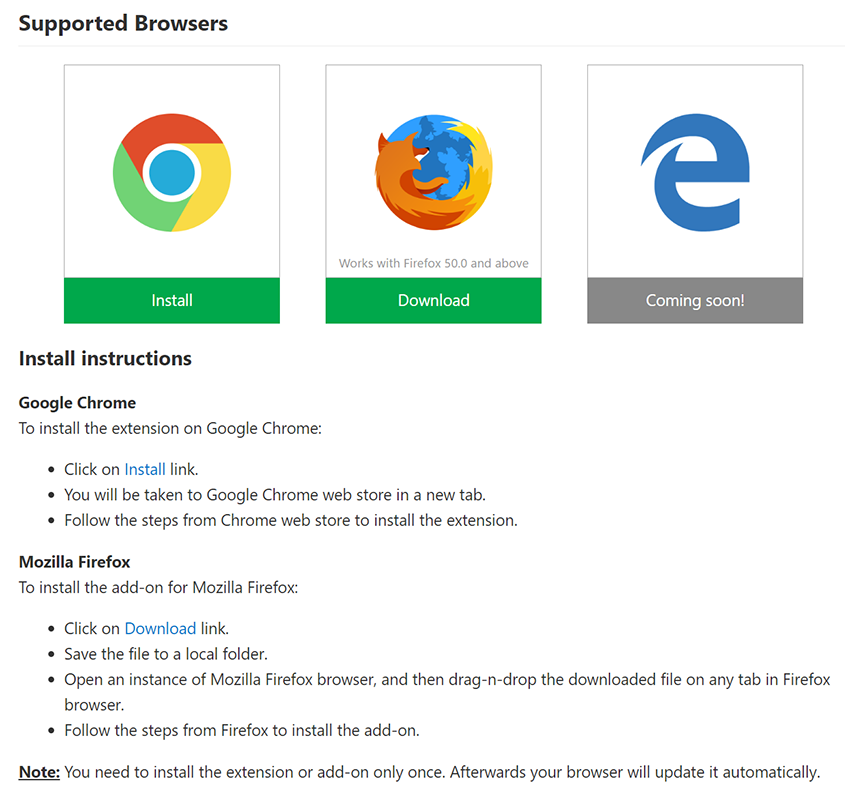 Supported Browsers
Works with Firefox 50.0 and above
Install
Download
Coming soon!
Install instructions
Google Chrome
To install the extension on Google Chrome:
• Click on Install link.
• You will be taken to Google Chrome web store in a new tab.
• Follow the steps from Chrome web store to install the extension.
Mozilla Firefox
To install the add-on for Mozilla Firefox:
• Click on Download link.
• Save the file to a local folder.
• Open an instance of Mozilla Firefox browser, and then drag-n-drop the downloaded file on any tab in Firefox
browser.
• Follow the steps from Firefox to install the add-on.
Note: You need to install the extension or add-on only once. Afterwards your browser will update it automatically.